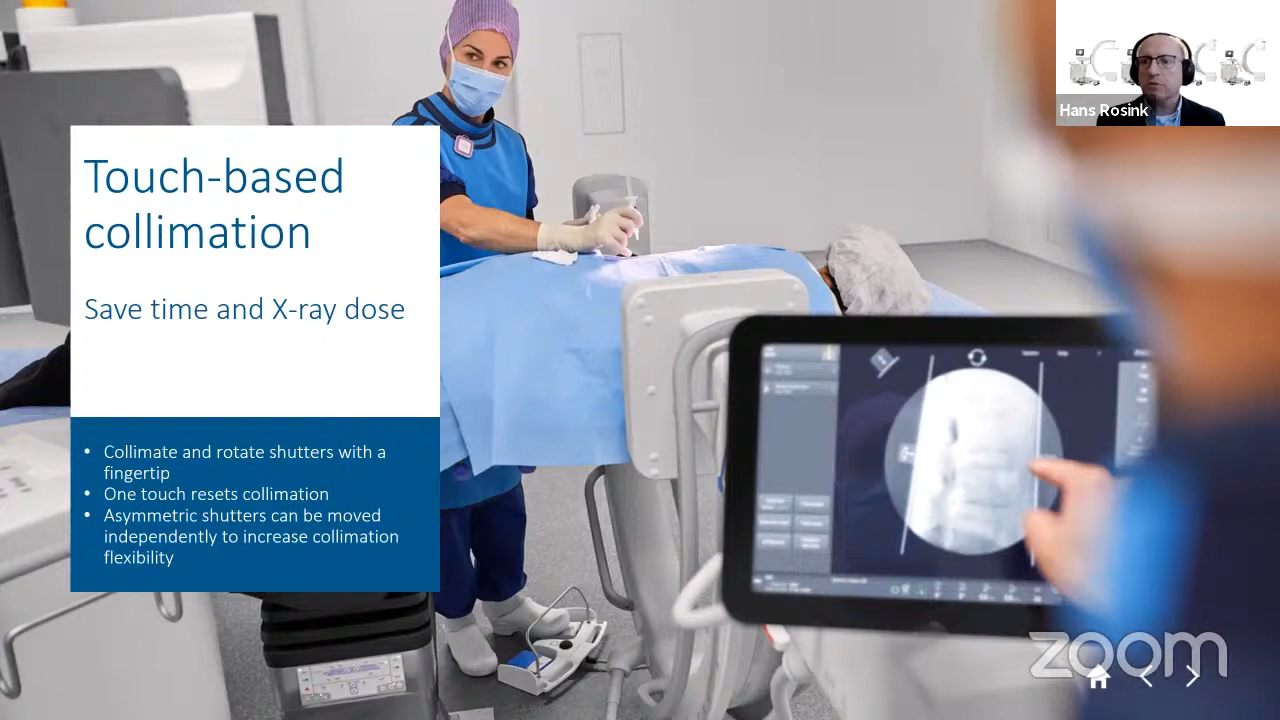 Touch-based
collimation
Save time and X-ray dose
• Collimate and rotate shutters with a
fingertip
• One touch resets collimation
• Asymmetric shutters can be moved
independently to increase collimation
flexibility
Hans Rosink
zoom